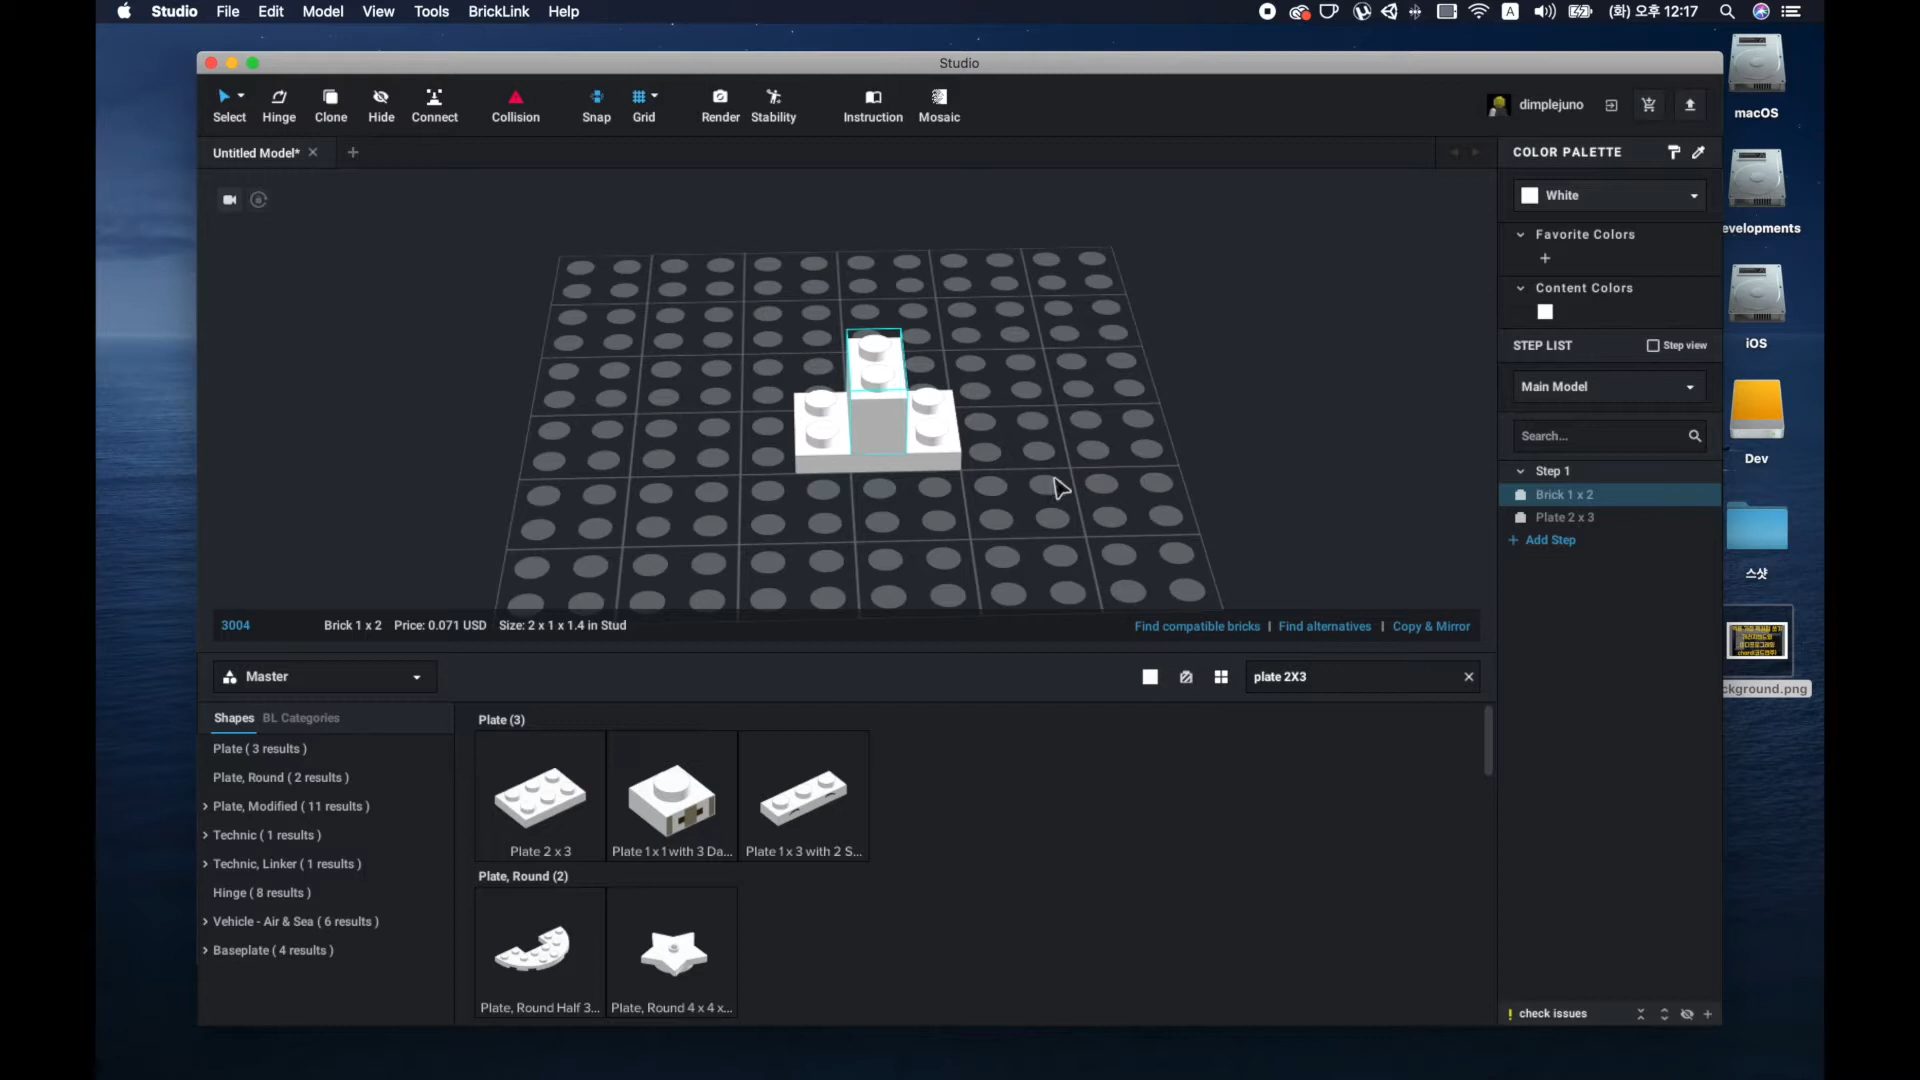 Studio File Edit Model View Tools BrickLink Help A (화) 오후 12:17
Studio
Select Hinge Clone Hide Connect Collision Snap Grid Render Stability Instruction Mosaic dimplejuno
macOS
Untitled Model*
COLOR PALETTE
White
evelopments
Favorite Colors
Content Colors
iOS
STEP LIST Step view
Main Model
Search...
Dev
Step 1
Brick 1 x 2
Plate 2 x 3
Add Step
스샷
3004 Brick 1 x 2 Price: 0.071 USD Size: 2 x 1 x 1.4 in Stud Find compatible bricks | Find alternatives | Copy & Mirror
Master plate 2X3
ckground.png
Shapes BL Categories
Plate ( 3 results )
Plate, Round ( 2 results )
Plate, Modified ( 11 results )
Technic ( 1 results )
Technic, Linker ( 1 results )
Hinge ( 8 results )
Vehicle - Air & Sea ( 6 results )
Baseplate ( 4 results )
Plate (3)
Plate 2 x 3 Plate 1 x 1 with 3 Da... Plate 1 x 3 with 2 S...
Plate, Round (2)
Plate, Round Half 3... Plate, Round 4 x 4 x...
check issues